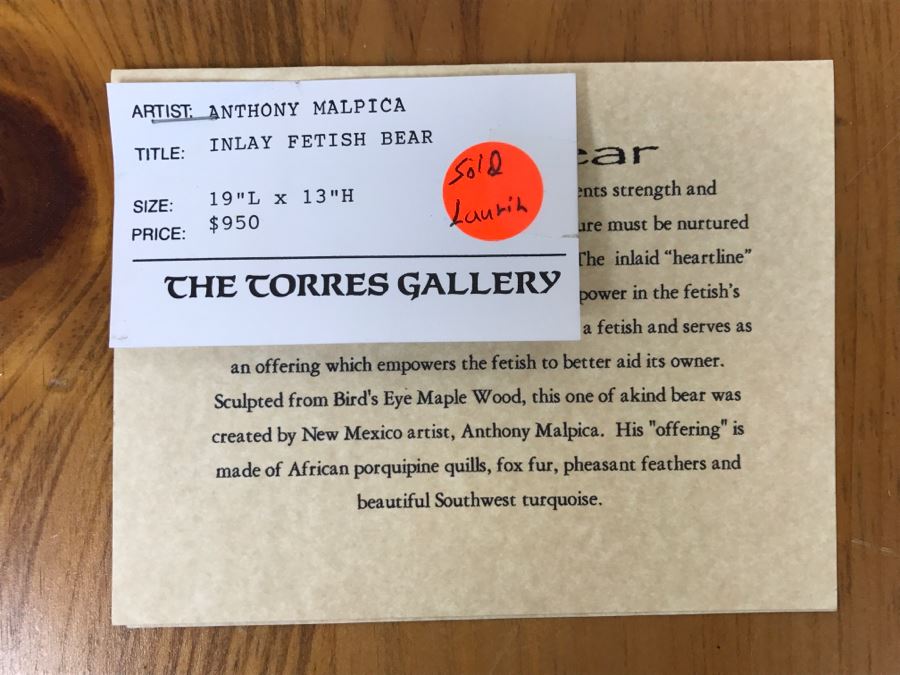 ARTIST: ANTHONY MALPICA
TITLE: INLAY FETISH BEAR
SIZE: 19"L x 13"H
PRICE: $950
Sold
Laurin
THE TORRES GALLERY
ear
ents strength and
ure must be nurtured
The inlaid “heartline”
power in the fetish's
a fetish and serves as
an offering which empowers the fetish to better aid its owner.
Sculpted from Bird's Eye Maple Wood, this one of akind bear was
created by New Mexico artist, Anthony Malpica. His "offering" is
made of African porquipine quills, fox fur, pheasant feathers and
beautiful Southwest turquoise.